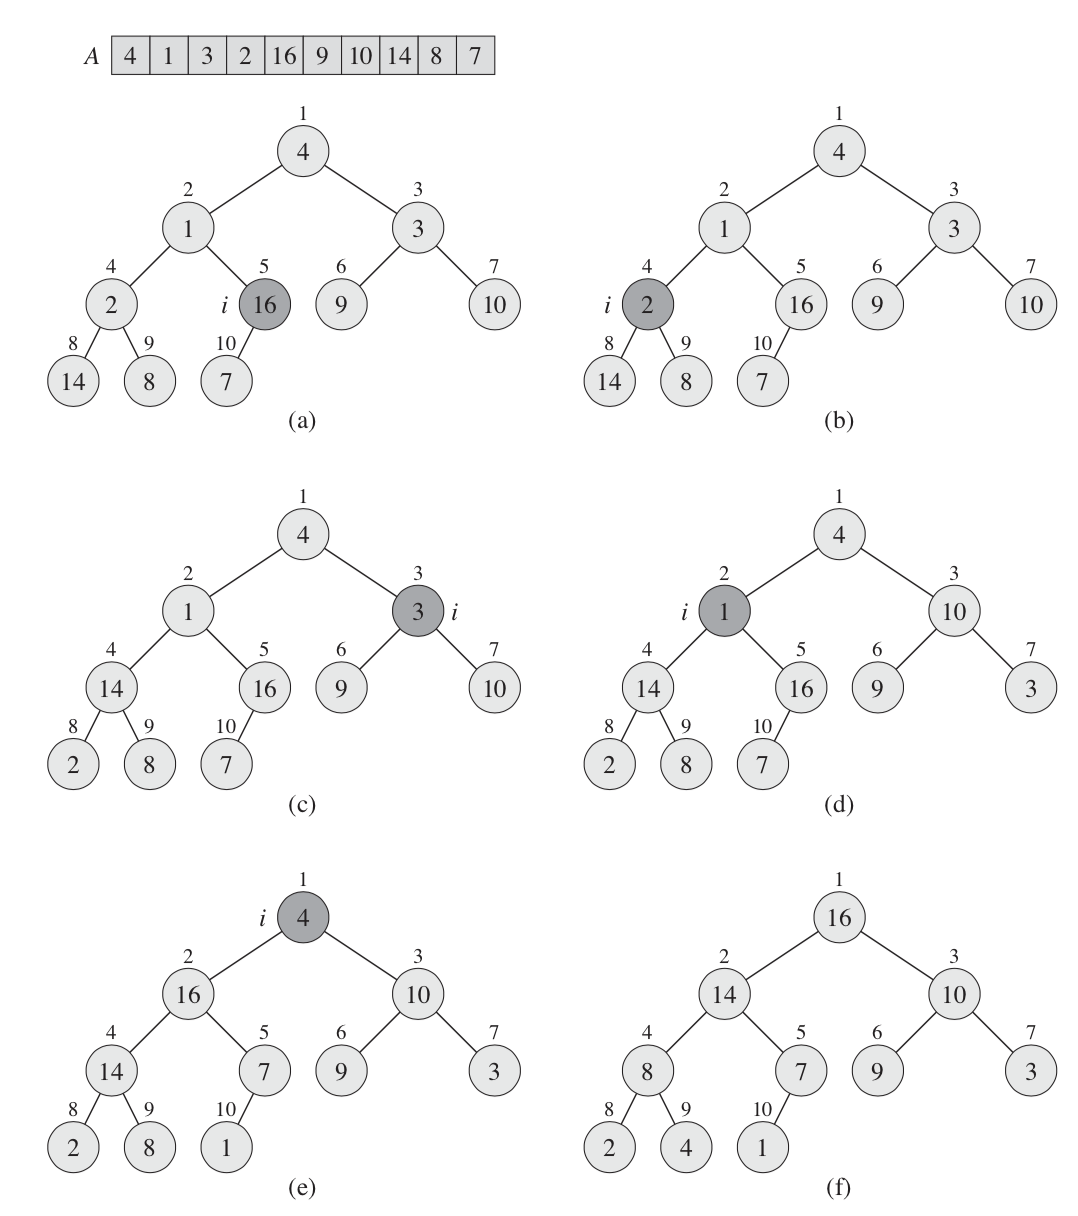 A 4 1 3 2 16 9 10 14 8 7
1 1
4 4
2 3 2 3
1 3 1 3
4 5 6 7 4 5 6 7
2 i 16 9 10 i 2 16 9 10
8 9 10 8 9 10
14 8 7 14 8 7
(a) (b)
1 1
4 4
2 3 2 3
1 3 i i 1 10
4 5 6 7 4 5 6 7
14 16 9 10 14 16 9 3
8 9 10 8 9 10
2 8 7 2 8 7
(c) (d)
1 1
i 4 16
2 3 2 3
16 10 14 10
4 5 6 7 4 5 6 7
14 7 9 3 8 7 9 3
8 9 10 8 9 10
2 8 1 2 4 1
(e) (f)